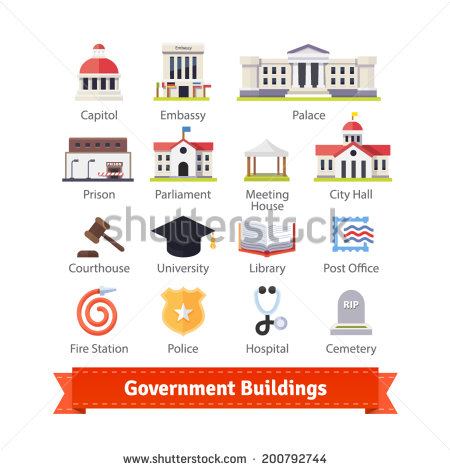 Embassy
Capitol
Embassy
Palace
PRISON
Prison
Parliament
Meeting
House
City Hall
shutterstock
Courthouse
University
Library
Post Office
RIP
Fire Station
Police
Hospital
Cemetery
Government Buildings
www.shutterstock.com · 200792744